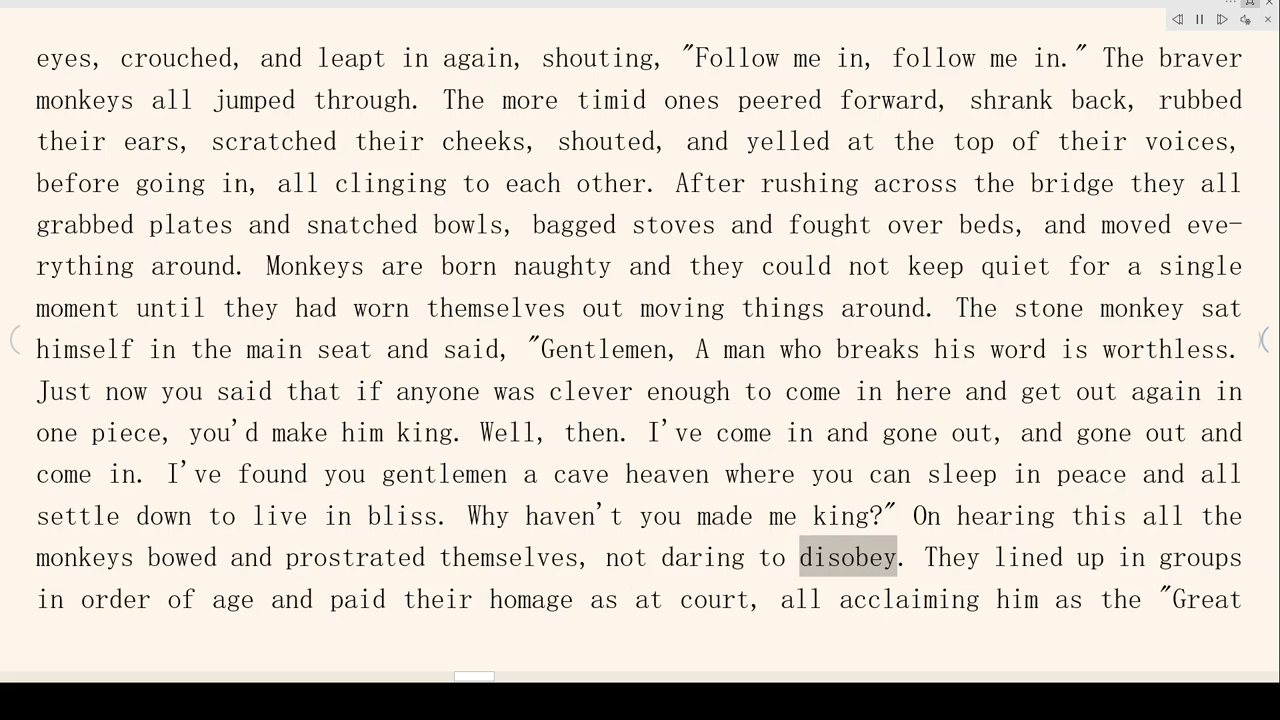 eyes, crouched, and leapt in again, shouting, "Follow me in, follow me in." The braver
monkeys all jumped through. The more timid ones peered forward, shrank back, rubbed
their ears, scratched their cheeks, shouted, and yelled at the top of their voices,
before going in, all clinging to each other. After rushing across the bridge they all
grabbed plates and snatched bowls, bagged stoves and fought over beds, and moved eve-
rything around. Monkeys are born naughty and they could not keep quiet for a single
moment until they had worn themselves out moving things around. The stone monkey sat
himself in the main seat and said, "Gentlemen, A man who breaks his word is worthless.
Just now you said that if anyone was clever enough to come in here and get out again in
one piece, you'd make him king. Well, then. I've come in and gone out, and gone out and
come in. I've found you gentlemen a cave heaven where you can sleep in peace and all
settle down to live in bliss. Why haven't you made me king?" On hearing this all the
monkeys bowed and prostrated themselves, not daring to disobey. They lined up in groups
in order of age and paid their homage as at court, all acclaiming him as the "Great